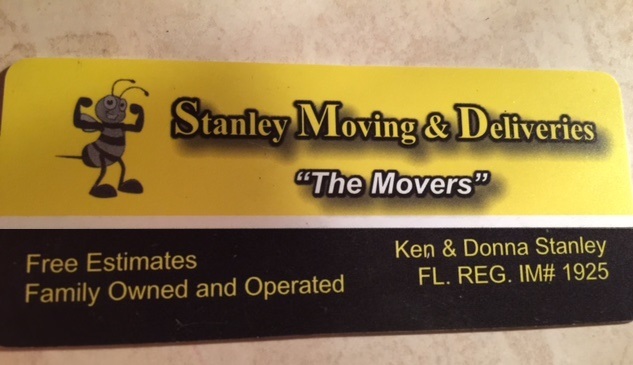 Stanley Moving & Deliveries
“The Movers”
Free Estimates
Family Owned and Operated
Ken & Donna Stanley
FL. REG. IM# 1925